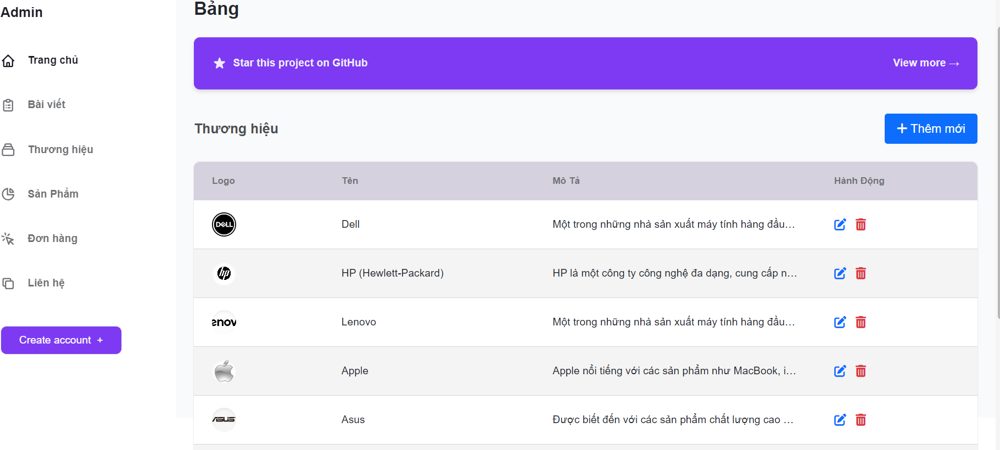 Admin
Trang chủ
Bài viết
Thương hiệu
Sản Phẩm
Đơn hàng
Liên hệ
Create account +
Bảng
Star this project on GitHub
View more →
Thương hiệu
+ Thêm mới
Logo Tên Mô Tả Hành Động
DELL Dell Một trong những nhà sản xuất máy tính hàng đầu...
hp HP (Hewlett-Packard) HP là một công ty công nghệ đa dạng, cung cấp n...
enov Lenovo Một trong những nhà sản xuất máy tính hàng đầu...
Apple Apple nổi tiếng với các sản phẩm như MacBook, i...
ASUS Asus Được biết đến với các sản phẩm chất lượng cao ...